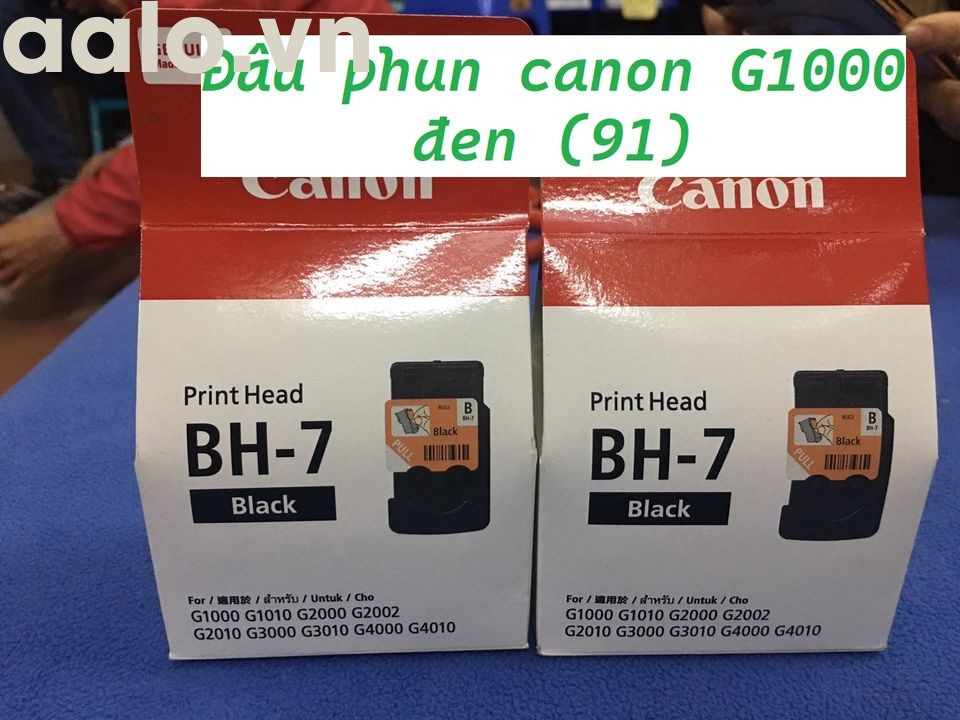 aalo.vn
Đầu phun canon G1000
đen (91)
Canon
Print Head
BH-7
Black
B003
B
BH-7
Black
PULL
For / 適用於 / สำหรับ / Untuk / Cho
G1000 G1010 G2000 G2002
G2010 G3000 G3010 G4000 G4010
Canon
Print Head
BH-7
Black
B003
B
BH-7
Black
PULL
For / 適用於 / สำหรับ / Untuk / Cho
G1000 G1010 G2000 G2002
G2010 G3000 G3010 G4000 G4010